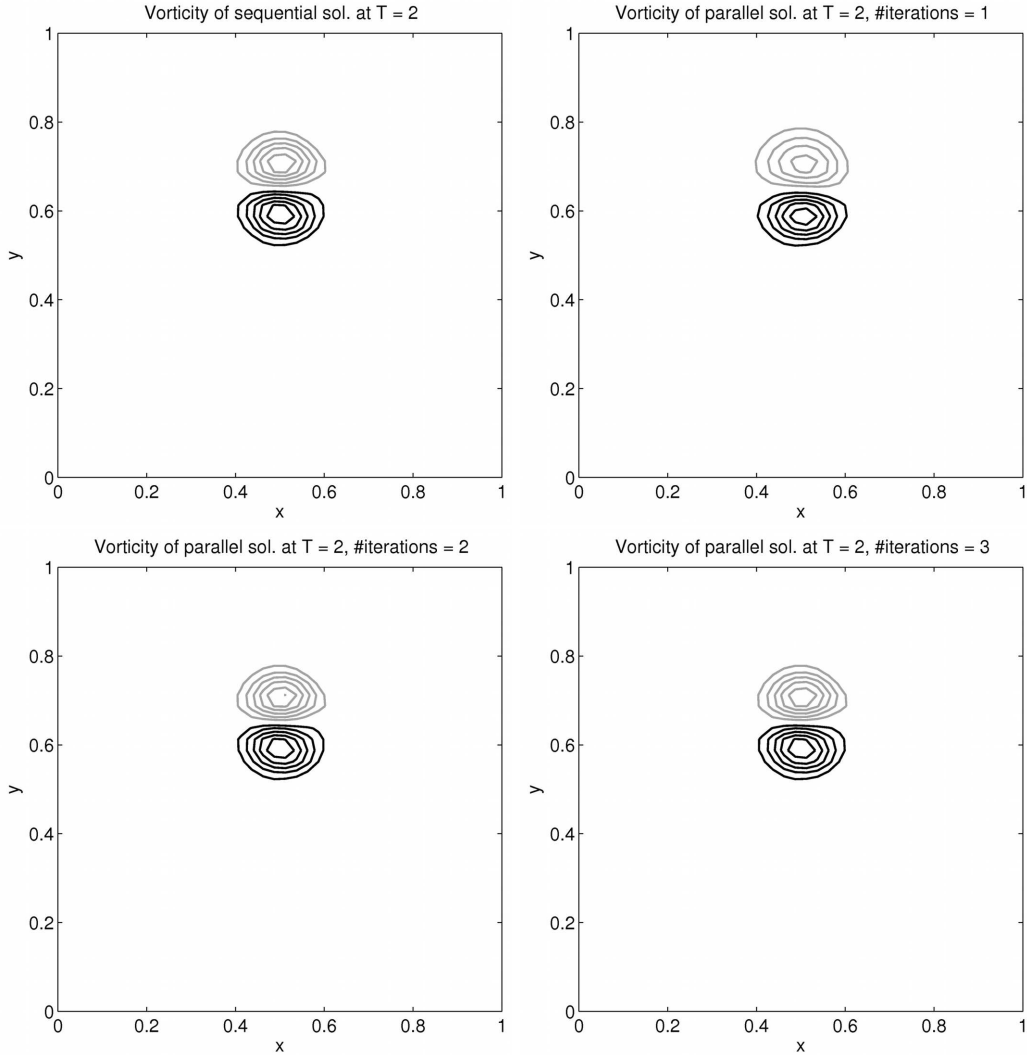 Vorticity of sequential sol. at T = 2
1
0.8
0.6
0.4
0.2
0
y
0 0.2 0.4 0.6 0.8 1
x
Vorticity of parallel sol. at T = 2, #iterations = 1
1
0.8
0.6
0.4
0.2
0
y
0 0.2 0.4 0.6 0.8 1
x
Vorticity of parallel sol. at T = 2, #iterations = 2
1
0.8
0.6
0.4
0.2
0
y
0 0.2 0.4 0.6 0.8 1
x
Vorticity of parallel sol. at T = 2, #iterations = 3
1
0.8
0.6
0.4
0.2
0
y
0 0.2 0.4 0.6 0.8 1
x